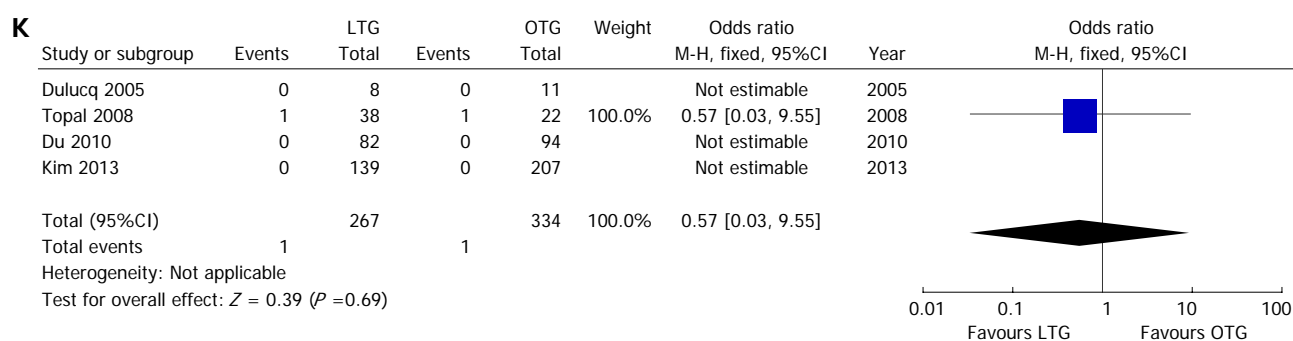 K
LTG OTG Weight Odds ratio Odds ratio
Study or subgroup Events Total Events Total M-H, fixed, 95%CI Year M-H, fixed, 95%CI
Dulucq 2005 0 8 0 11 Not estimable 2005
Topal 2008 1 38 1 22 100.0% 0.57 [0.03, 9.55] 2008
Du 2010 0 82 0 94 Not estimable 2010
Kim 2013 0 139 0 207 Not estimable 2013
Total (95%CI) 267 334 100.0% 0.57 [0.03, 9.55]
Total events 1 1
Heterogeneity: Not applicable
Test for overall effect: Z = 0.39 (P =0.69)
0.01 0.1 1 10 100
Favours LTG Favours OTG